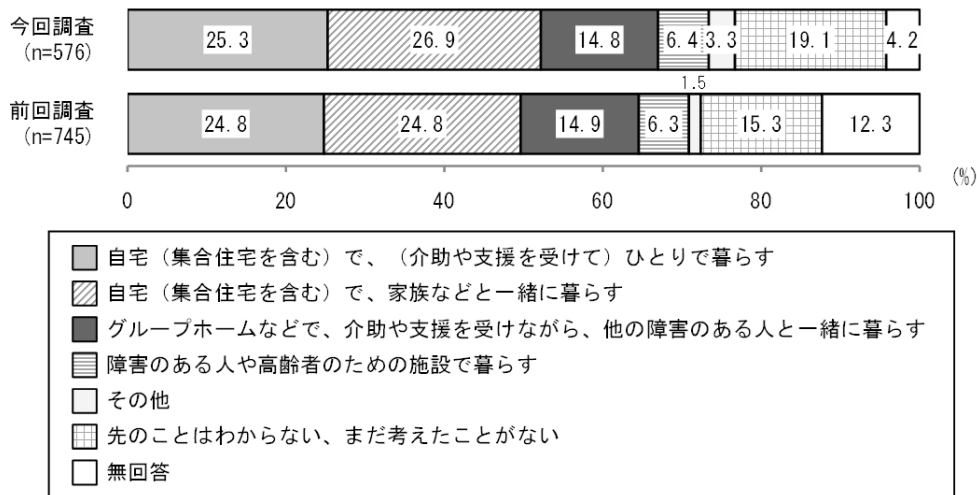 今回調査
(n=576)
25.3 26.9 14.8 6.4 3.3 19.1 4.2
1.5
前回調査
(n=745)
24.8 24.8 14.9 6.3 15.3 12.3
(%)
0 20 40 60 80 100
自宅（集合住宅を含む）で、（介助や支援を受けて）ひとりで暮らす
自宅（集合住宅を含む）で、家族などと一緒に暮らす
グループホームなどで、介助や支援を受けながら、他の障害のある人と一緒に暮らす
障害のある人や高齢者のための施設で暮らす
その他
先のことはわからない、まだ考えたことがない
無回答